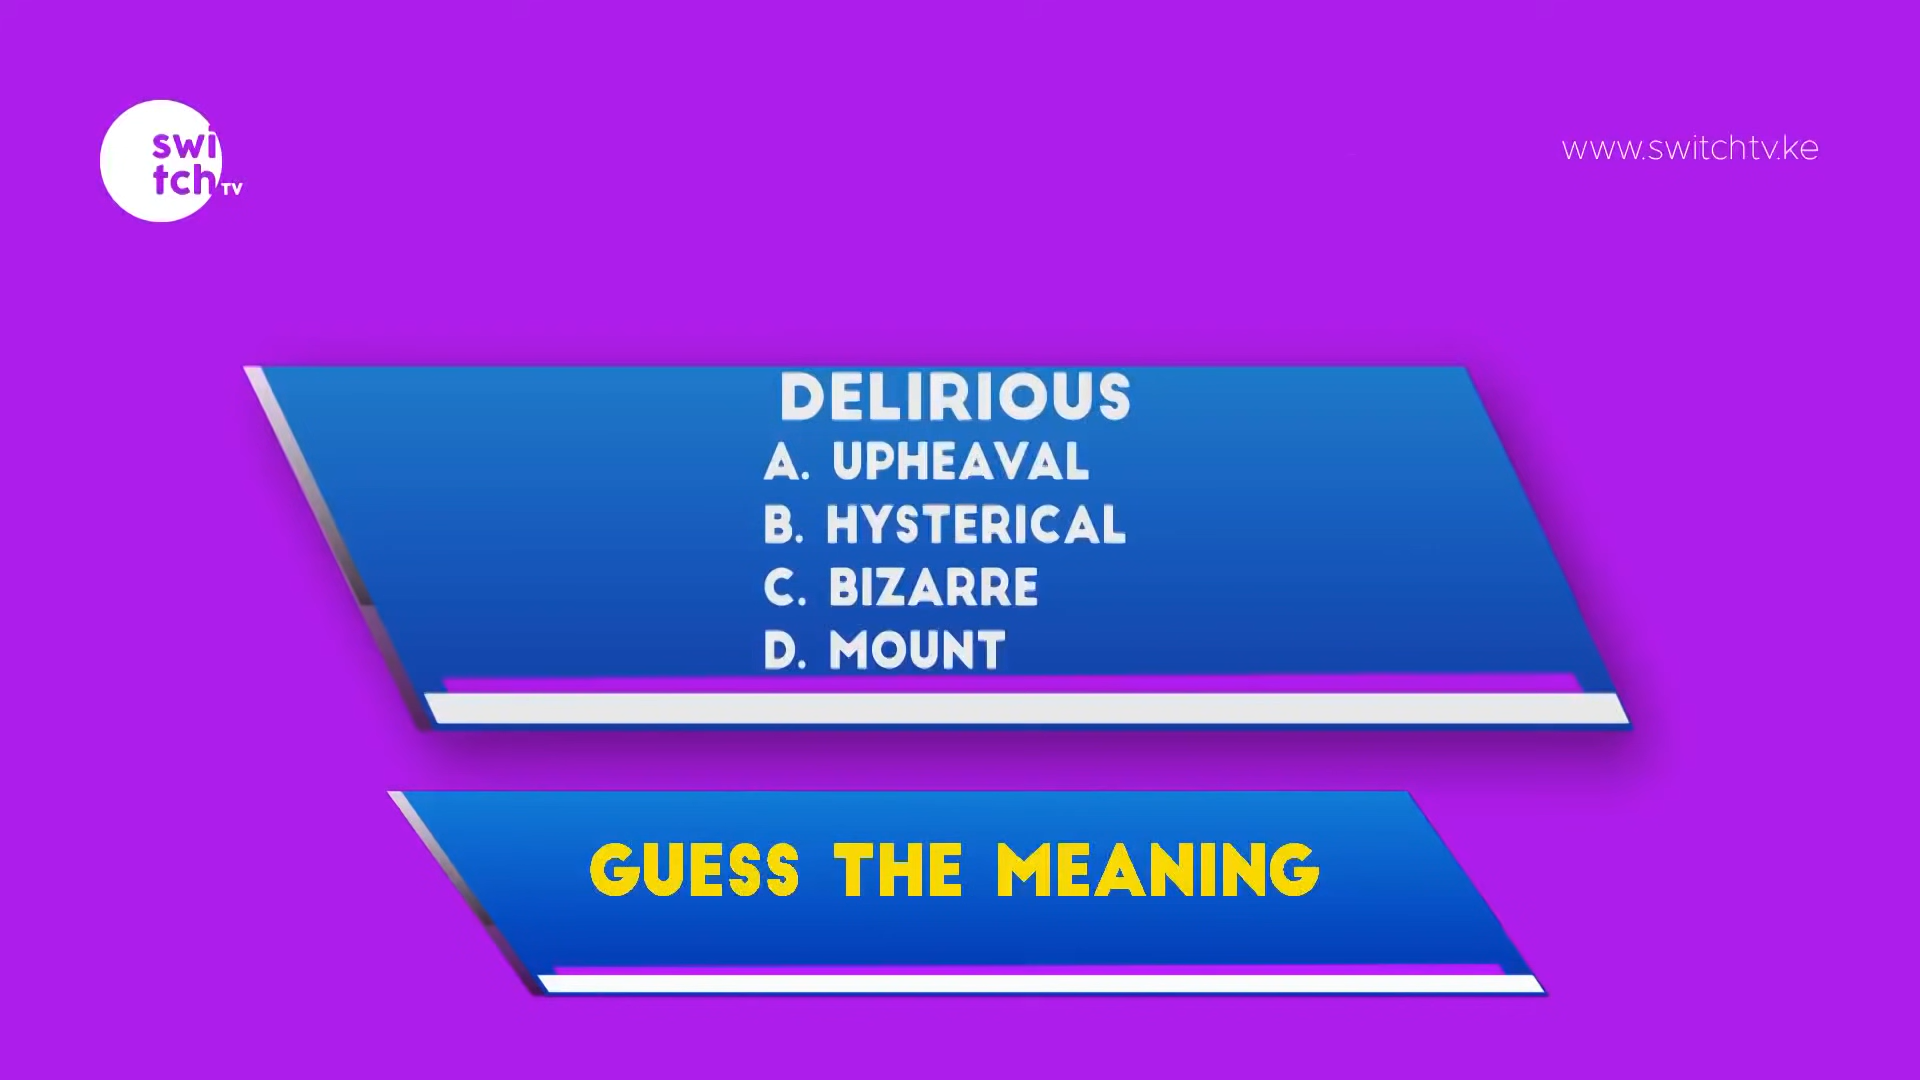 swi
tch TV
www.switchtv.ke
DELIRIOUS
A. UPHEAVAL
B. HYSTERICAL
C. BIZARRE
D. MOUNT
GUESS THE MEANING